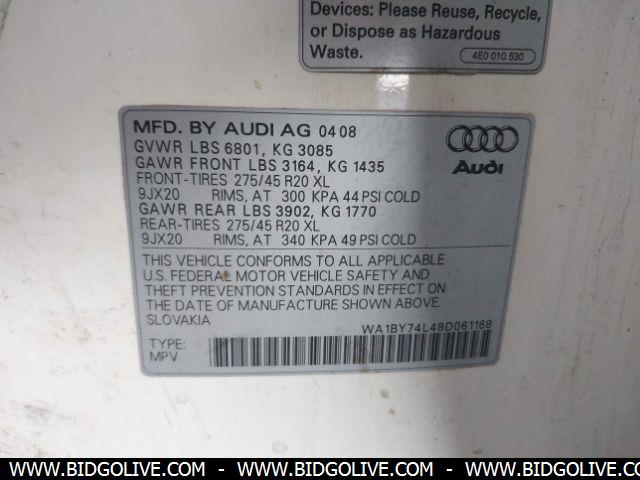 Devices: Please Reuse, Recycle,
or Dispose as Hazardous
Waste.
4E0 010 530
MFD. BY AUDI AG 04 08
GVWR LBS 6801, KG 3085
GAWR FRONT LBS 3164, KG 1435
FRONT-TIRES 275/45 R20 XL
9JX20 RIMS, AT 300 KPA 44 PSI COLD
GAWR REAR LBS 3902, KG 1770
REAR-TIRES 275/45 R20 XL
9JX20 RIMS, AT 340 KPA 49 PSI COLD
Audi
THIS VEHICLE CONFORMS TO ALL APPLICABLE
U.S. FEDERAL MOTOR VEHICLE SAFETY AND
THEFT PREVENTION STANDARDS IN EFFECT ON
THE DATE OF MANUFACTURE SHOWN ABOVE.
SLOVAKIA
WA1BY74L48D061168
TYPE:
MPV
WWW.BIDGOLIVE.COM - WWW.BIDGOLIVE.COM - WWW.BIDGOLIVE.COM